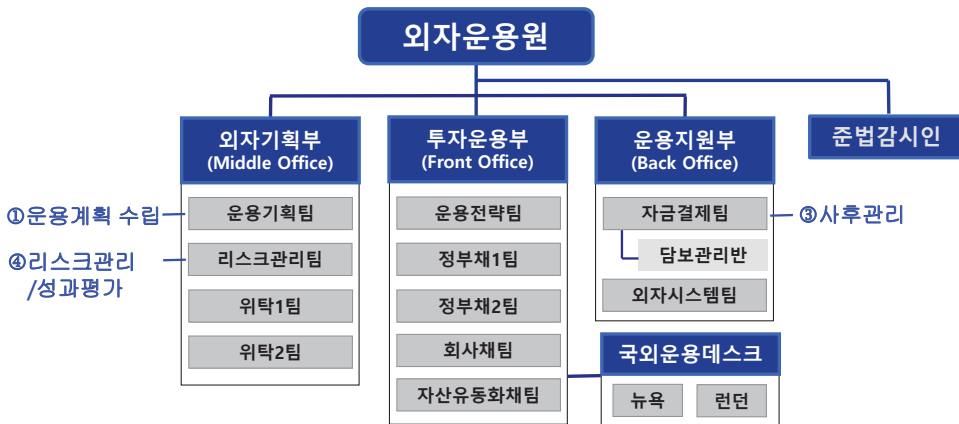 외자운용원
외자기획부
(Middle Office)
투자운용부
(Front Office)
운용지원부
(Back Office)
준법감시인
①운용계획 수립
운용기획팀
운용전략팀
자금결제팀
③사후관리
④리스크관리
/성과평가
리스크관리팀
정부채1팀
담보관리반
위탁1팀
정부채2팀
외자시스템팀
위탁2팀
회사채팀
국외운용데스크
자산유동화채팀
뉴욕
런던